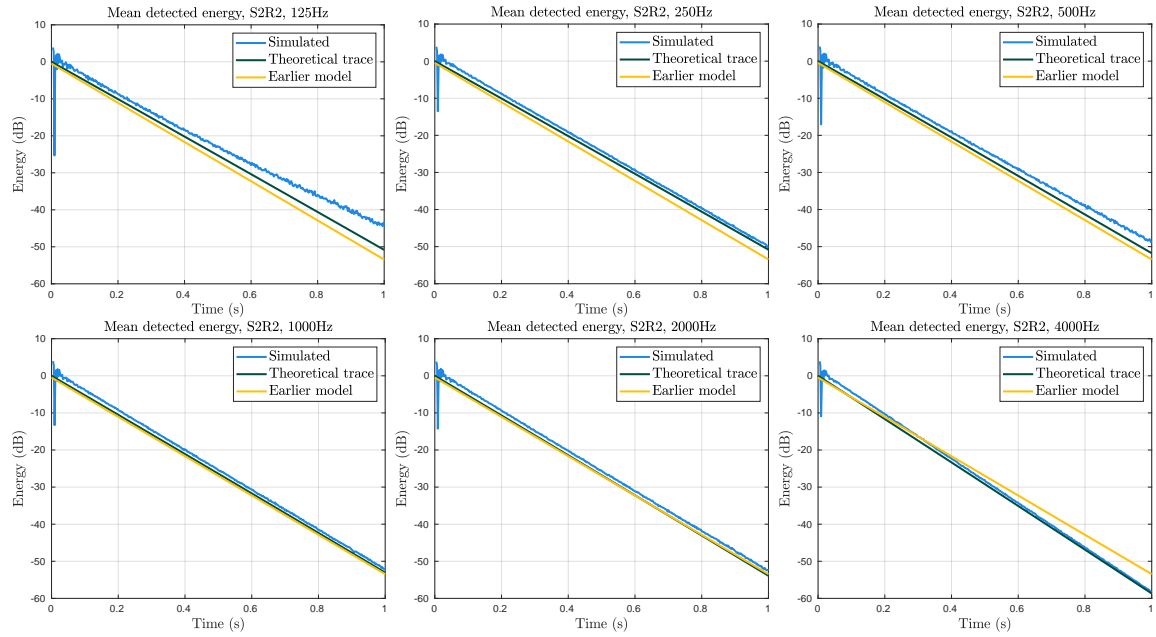 Mean detected energy, S2R2, 125Hz
10
0
-10
-20
-30
-40
-50
-60
Energy (dB)
0
0.2
0.4
0.6
0.8
1
Time (s)
Simulated
Theoretical trace
Earlier model
Mean detected energy, S2R2, 250Hz
10
0
-10
-20
-30
-40
-50
-60
Energy (dB)
0
0.2
0.4
0.6
0.8
1
Time (s)
Simulated
Theoretical trace
Earlier model
Mean detected energy, S2R2, 500Hz
10
0
-10
-20
-30
-40
-50
-60
Energy (dB)
0
0.2
0.4
0.6
0.8
1
Time (s)
Simulated
Theoretical trace
Earlier model
Mean detected energy, S2R2, 1000Hz
10
0
-10
-20
-30
-40
-50
-60
Energy (dB)
0
0.2
0.4
0.6
0.8
1
Time (s)
Simulated
Theoretical trace
Earlier model
Mean detected energy, S2R2, 2000Hz
10
0
-10
-20
-30
-40
-50
-60
Energy (dB)
0
0.2
0.4
0.6
0.8
1
Time (s)
Simulated
Theoretical trace
Earlier model
Mean detected energy, S2R2, 4000Hz
10
0
-10
-20
-30
-40
-50
-60
Energy (dB)
0
0.2
0.4
0.6
0.8
1
Time (s)
Simulated
Theoretical trace
Earlier model